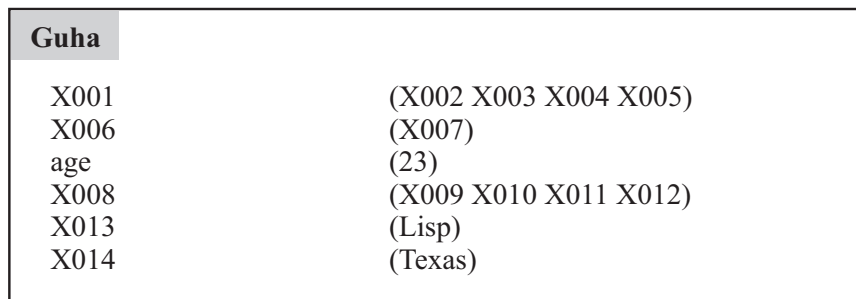 Guha
X001 (X002 X003 X004 X005)
X006 (X007)
age (23)
X008 (X009 X010 X011 X012)
X013 (Lisp)
X014 (Texas)